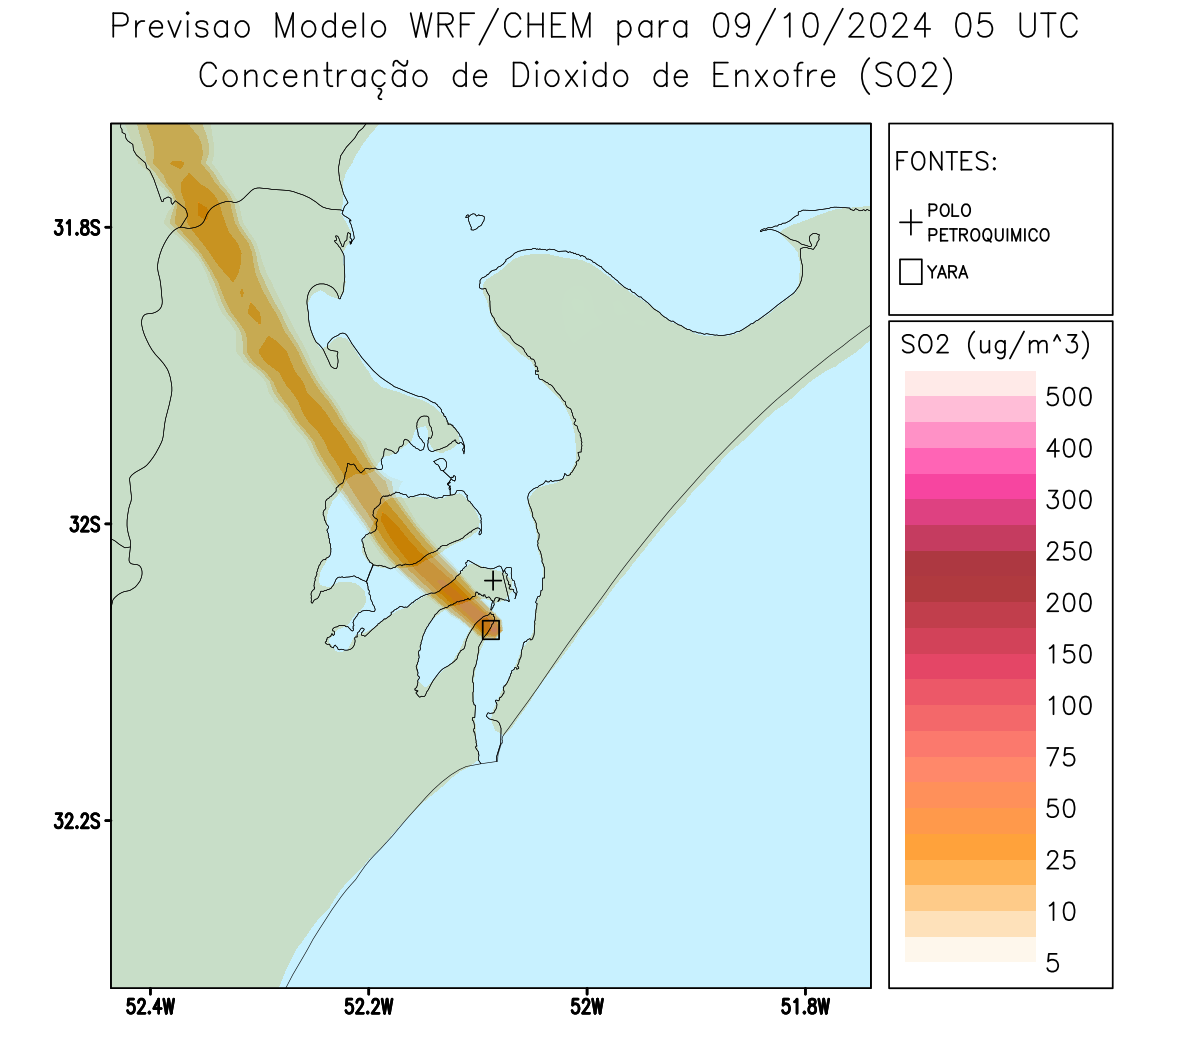 Previsao Modelo WRF/CHEM para 09/10/2024 05 UTC
Concentração de Dioxido de Enxofre (SO2)
FONTES:
POLO
PETROQUIMICO
YARA
SO2 (ug/m^3)
500
400
300
250
200
150
100
75
50
25
10
5
31.8S
32S
32.2S
52.4W
52.2W
52W
51.8W